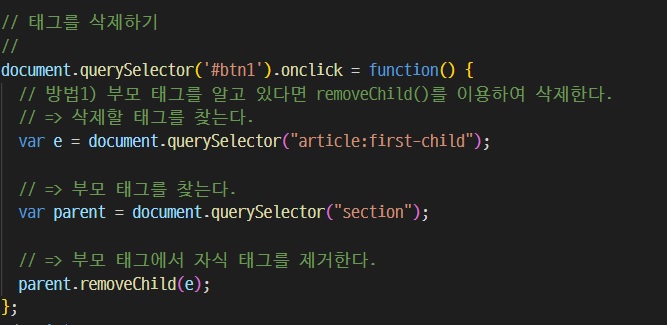 // 태그를 삭제하기
//
document.querySelector('#btn1').onclick = function() {
  // 방법1) 부모 태그를 알고 있다면 removeChild()를 이용하여 삭제한다.
  // => 삭제할 태그를 찾는다.
  var e = document.querySelector("article:first-child");
  // => 부모 태그를 찾는다.
  var parent = document.querySelector("section");
  // => 부모 태그에서 자식 태그를 제거한다.
  parent.removeChild(e);
};